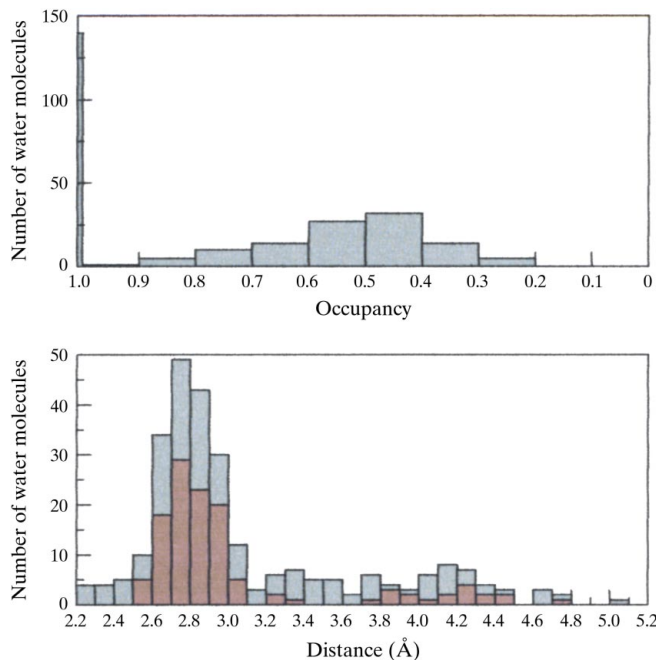 Number of water molecules
150
100
50
0
1.0 0.9 0.8 0.7 0.6 0.5 0.4 0.3 0.2 0.1 0
Occupancy
Number of water molecules
50
40
30
20
10
0
2.2 2.4 2.6 2.8 3.0 3.2 3.4 3.6 3.8 4.0 4.2 4.4 4.6 4.8 5.0 5.2
Distance (Å)